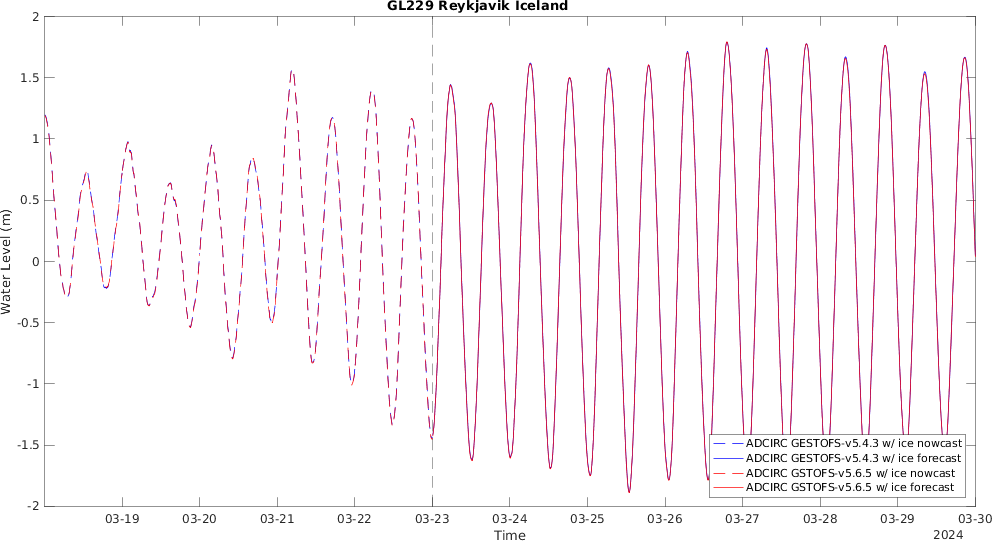 GL229 Reykjavik Iceland
2
1.5
1
0.5
0
-0.5
-1
-1.5
-2
Water Level (m)
ADCIRC GESTOFS-v5.4.3 w/ ice nowcast
ADCIRC GESTOFS-v5.4.3 w/ ice forecast
ADCIRC GSTOFS-v5.6.5 w/ ice nowcast
ADCIRC GSTOFS-v5.6.5 w/ ice forecast
03-19 03-20 03-21 03-22 03-23 03-24 03-25 03-26 03-27 03-28 03-29 03-30
Time
2024